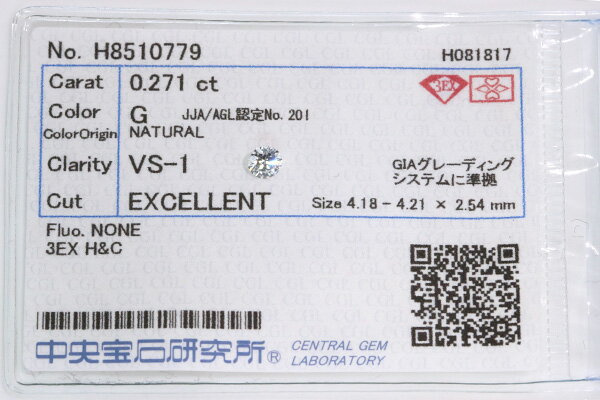 No. H8510779
H081817
Carat 0.271 ct
3EX
Color G JJA/AGL認定No. 201
ColorOrigin NATURAL
Clarity VS-1
GIAグレーディング
システムに準拠
Cut EXCELLENT Size 4.18 - 4.21 × 2.54 mm
Fluo. NONE
3EX H&C
中央宝石研究所® CENTRAL GEM
LABORATORY